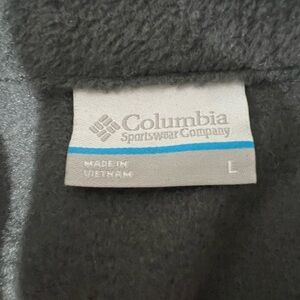 Columbia
Sportswear Company
MADE IN
VIETNAM
L